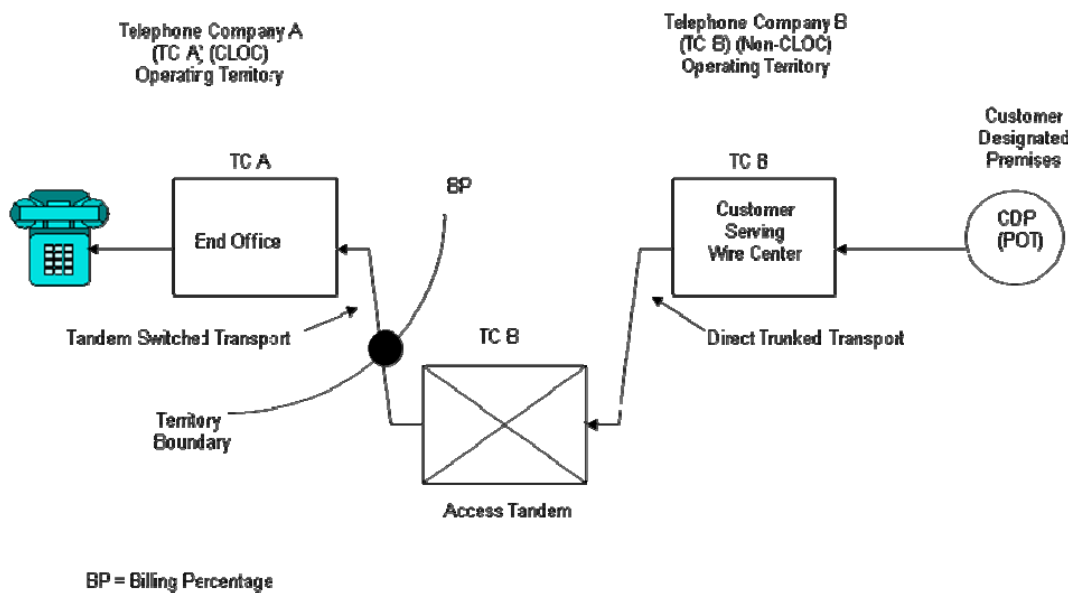 Telephone Company A
(TC A) (CLOC)
Operating Territory
Telephone Company B
(TC B) (Non-CLOC)
Operating Territory
Customer
Designated
Premises
TC A
BP
TC B
End Office
Customer
Serving
Wire Center
CDP
(POT)
Tandem Switched Transport
TC B
Direct Trunked Transport
Territory
Boundary
Access Tandem
BP = Billing Percentage